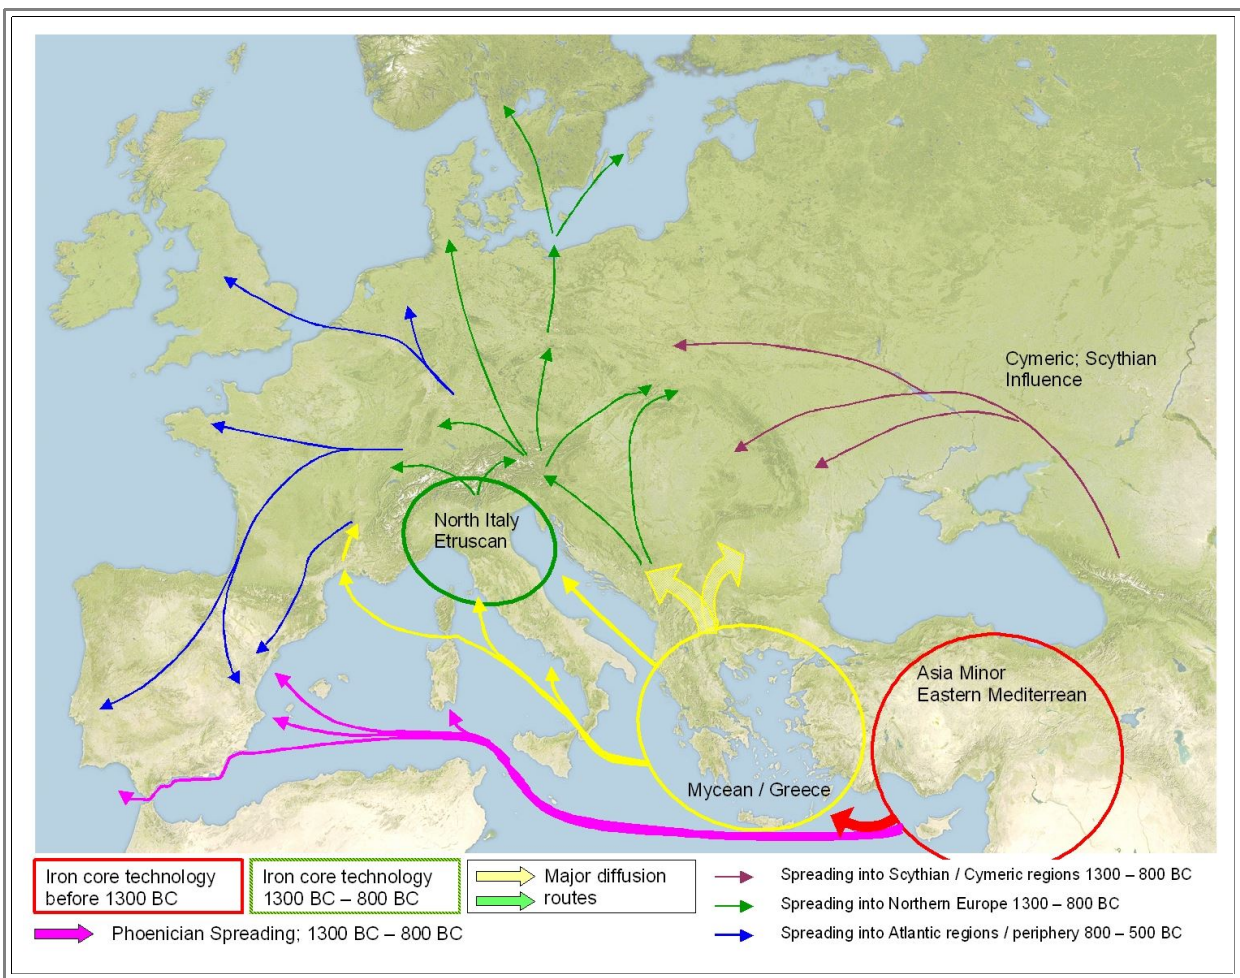 Cymeric; Scythian
Influence
North Italy
Etruscan
Asia Minor
Eastern Mediterrean
Mycean / Greece
Iron core technology
before 1300 BC
Iron core technology
1300 BC – 800 BC
Major diffusion
routes
Spreading into Scythian / Cymeric regions 1300 – 800 BC
Spreading into Northern Europe 1300 – 800 BC
Phoenician Spreading; 1300 BC – 800 BC
Spreading into Atlantic regions / periphery 800 – 500 BC